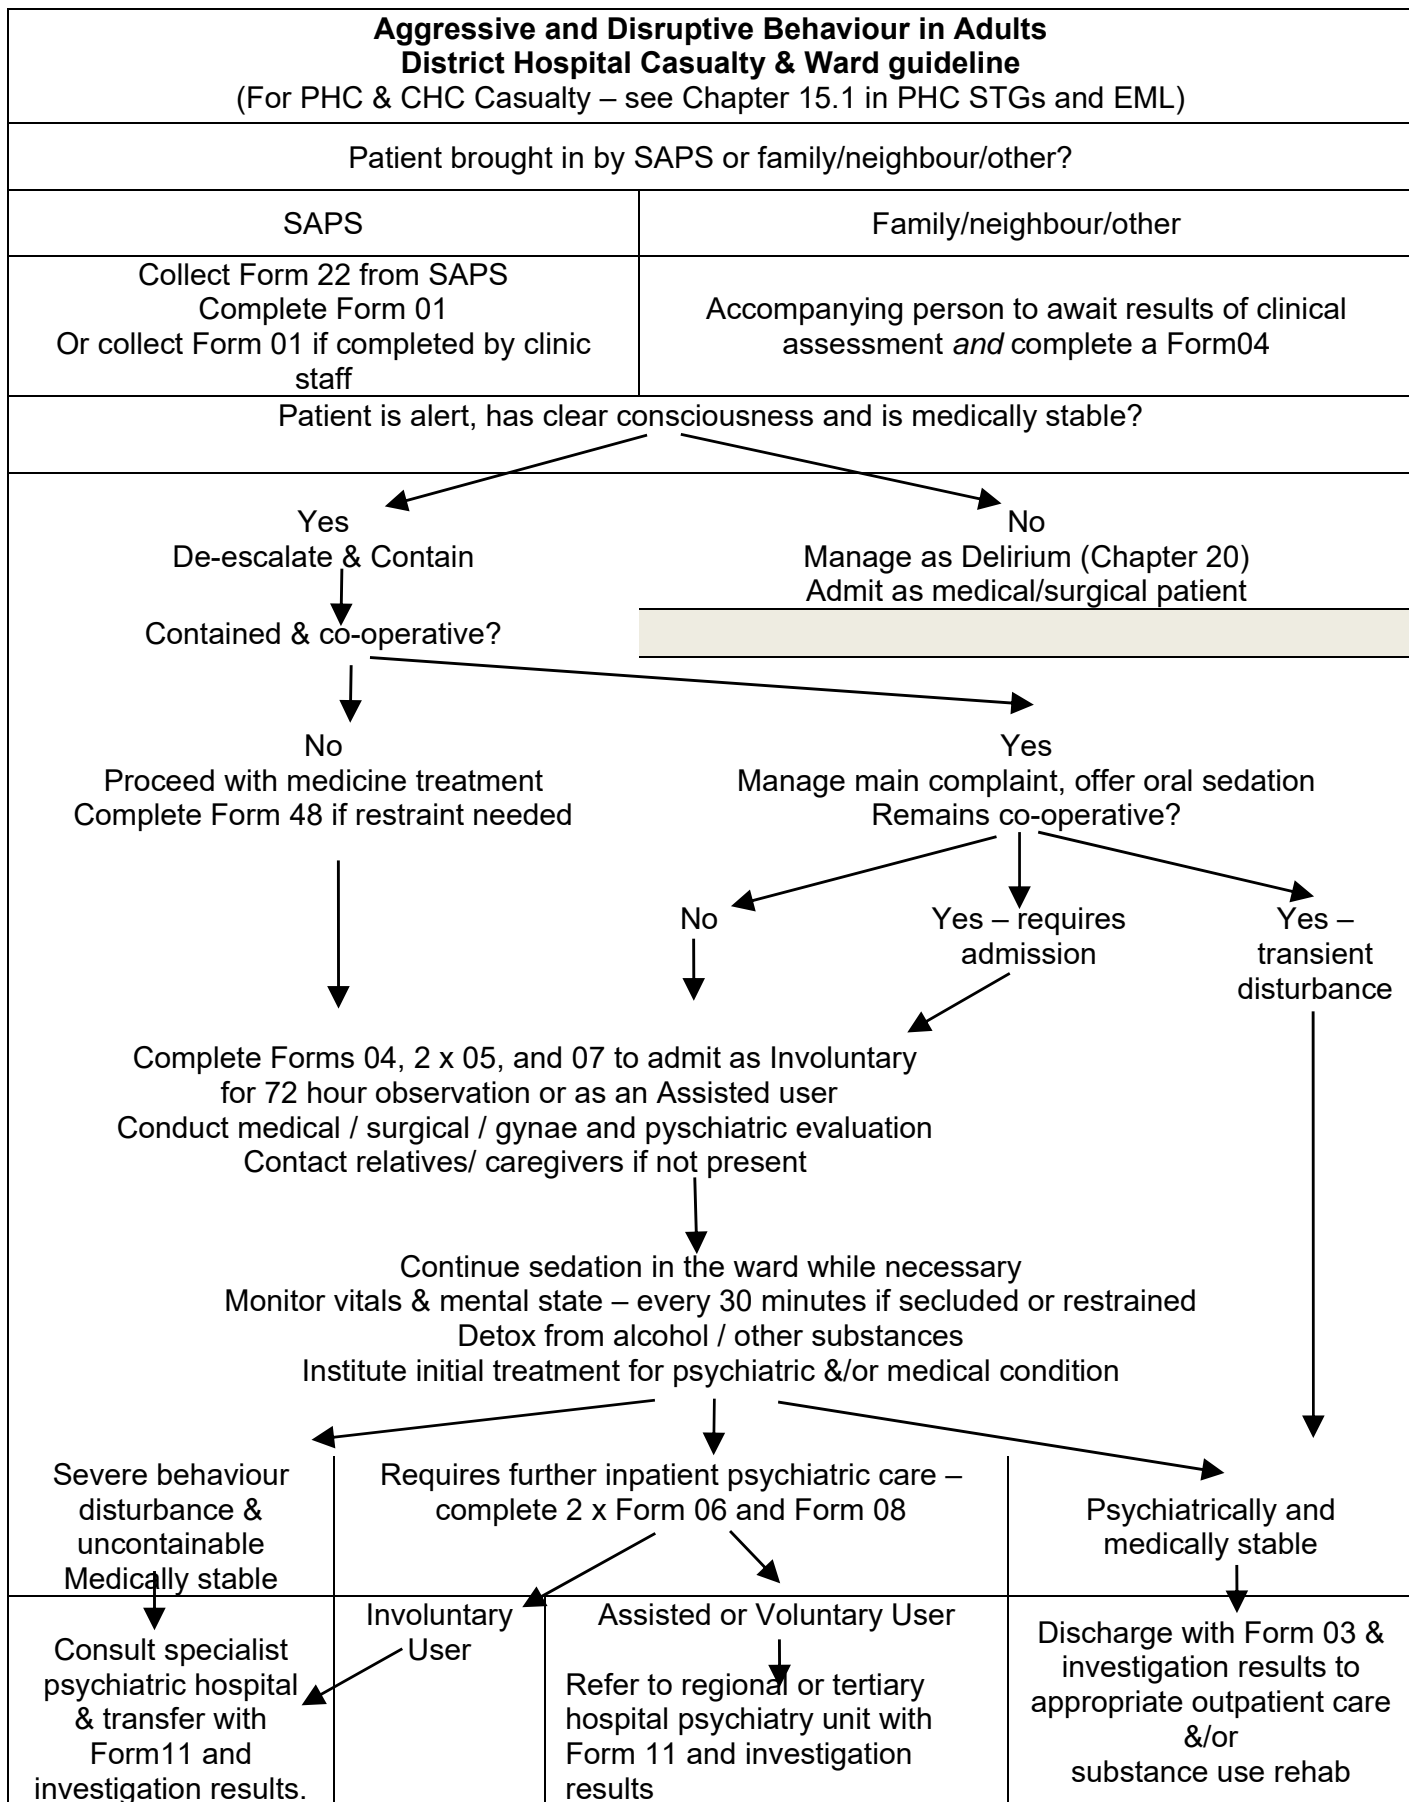 Aggressive and Disruptive Behaviour in Adults
District Hospital Casualty & Ward guideline
(For PHC & CHC Casualty – see Chapter 15.1 in PHC STGs and EML)
Patient brought in by SAPS or family/neighbour/other?
SAPS
Family/neighbour/other
Collect Form 22 from SAPS
Complete Form 01
Or collect Form 01 if completed by clinic
staff
Accompanying person to await results of clinical
assessment and complete a Form04
Patient is alert, has clear consciousness and is medically stable?
Yes
De-escalate & Contain
No
Manage as Delirium (Chapter 20)
Admit as medical/surgical patient
Contained & co-operative?
No
Proceed with medicine treatment
Complete Form 48 if restraint needed
Yes
Manage main complaint, offer oral sedation
Remains co-operative?
No
Yes – requires
admission
Yes –
transient
disturbance
Complete Forms 04, 2 x 05, and 07 to admit as Involuntary
for 72 hour observation or as an Assisted user
Conduct medical / surgical / gynae and pyschiatric evaluation
Contact relatives/ caregivers if not present
Continue sedation in the ward while necessary
Monitor vitals & mental state – every 30 minutes if secluded or restrained
Detox from alcohol / other substances
Institute initial treatment for psychiatric &/or medical condition
Severe behaviour
disturbance &
uncontainable
Medically stable
Requires further inpatient psychiatric care –
complete 2 x Form 06 and Form 08
Psychiatrically and
medically stable
Consult specialist
psychiatric hospital
& transfer with
Form11 and
investigation results.
Involuntary
User
Assisted or Voluntary User
Refer to regional or tertiary
hospital psychiatry unit with
Form 11 and investigation
results
Discharge with Form 03 &
investigation results to
appropriate outpatient care
&/or
substance use rehab